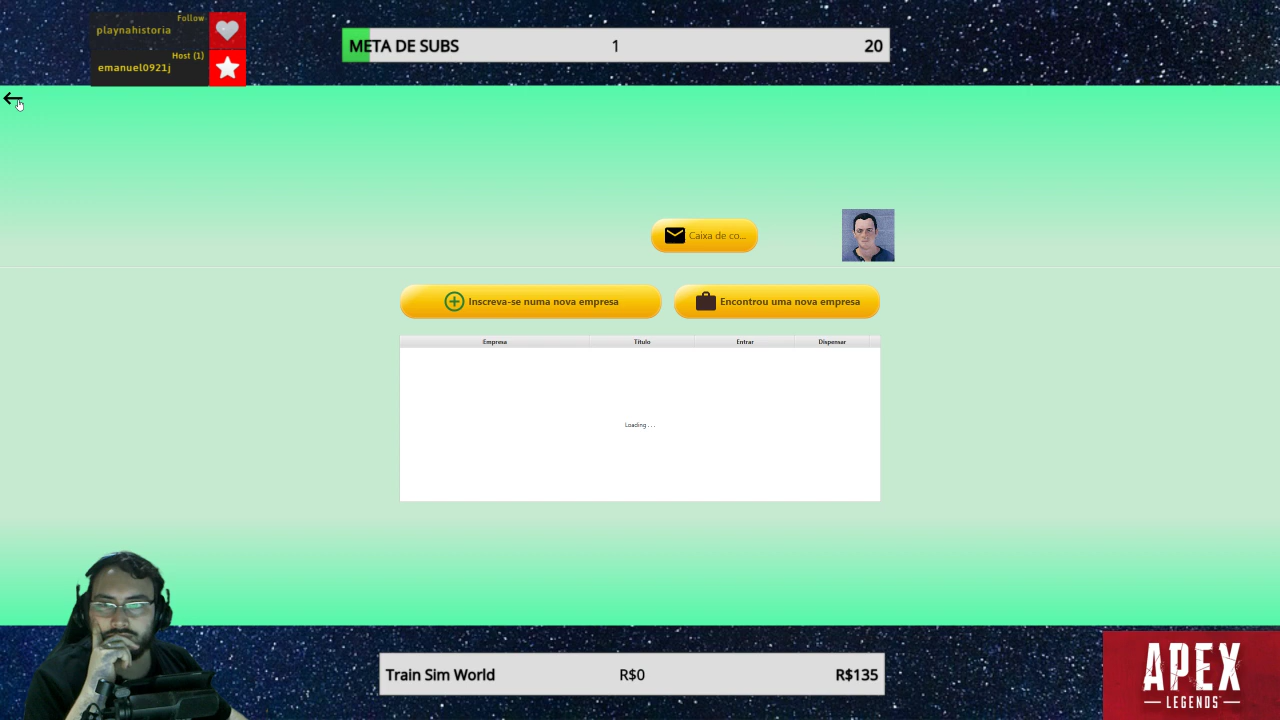 Follow
playnahistoria
Host (1)
emanuel0921j
META DE SUBS 1 20
Caixa de co...
Inscreva-se numa nova empresa
Encontrou uma nova empresa
Empresa Título Entrar Dispensar
Loading . . .
Train Sim World R$0 R$135
APEX
LEGENDS